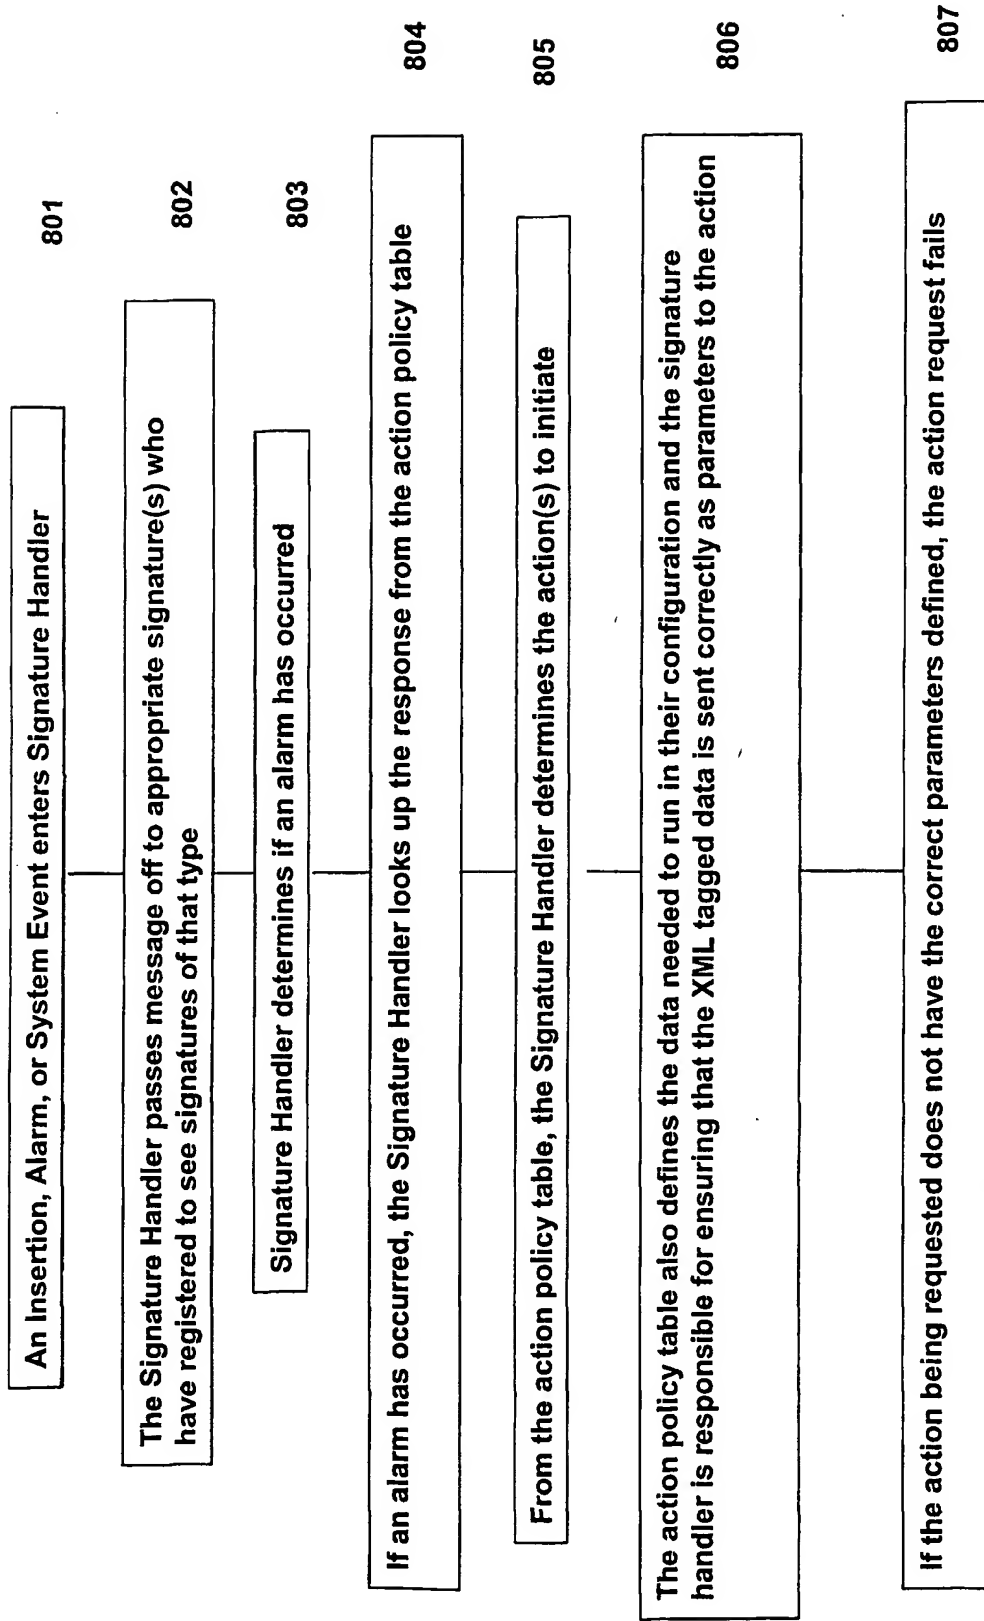 An Insertion, Alarm, or System Event enters Signature Handler
801
The Signature Handler passes message off to appropriate signature(s) who
have registered to see signatures of that type
802
Signature Handler determines if an alarm has occurred
803
If an alarm has occurred, the Signature Handler looks up the response from the action policy table
804
From the action policy table, the Signature Handler determines the action(s) to initiate
805
The action policy table also defines the data needed to run in their configuration and the signature
handler is responsible for ensuring that the XML tagged data is sent correctly as parameters to the action
806
If the action being requested does not have the correct parameters defined, the action request fails
807